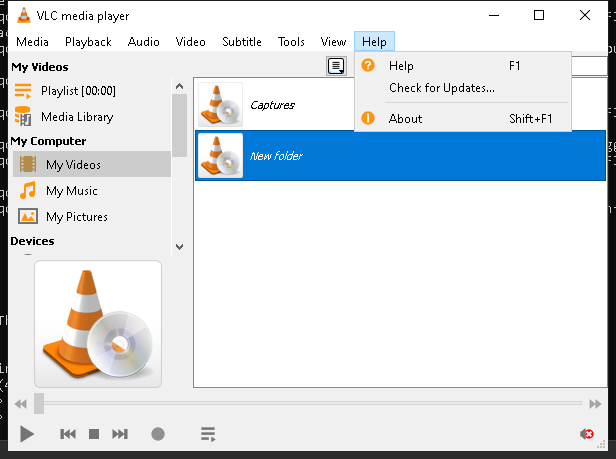 VLC media player
Media Playback Audio Video Subtitle Tools View Help
My Videos
Playlist [00:00]
Media Library
My Computer
My Videos
My Music
My Pictures
Devices
Captures
New folder
Help F1
Check for Updates...
About Shift+F1